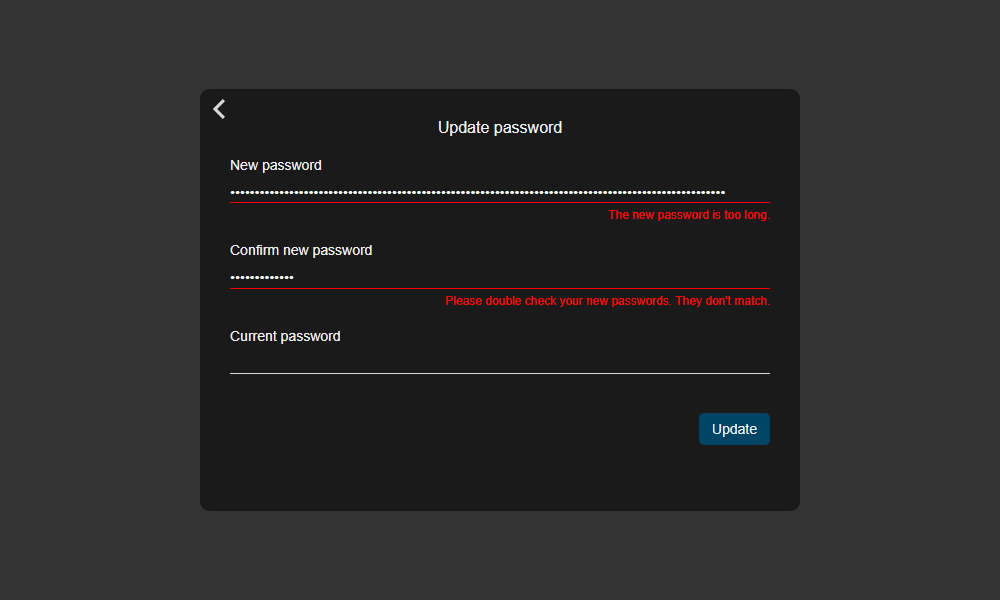 Update password
New password
The new password is too long.
Confirm new password
Please double check your new passwords. They don't match.
Current password
Update